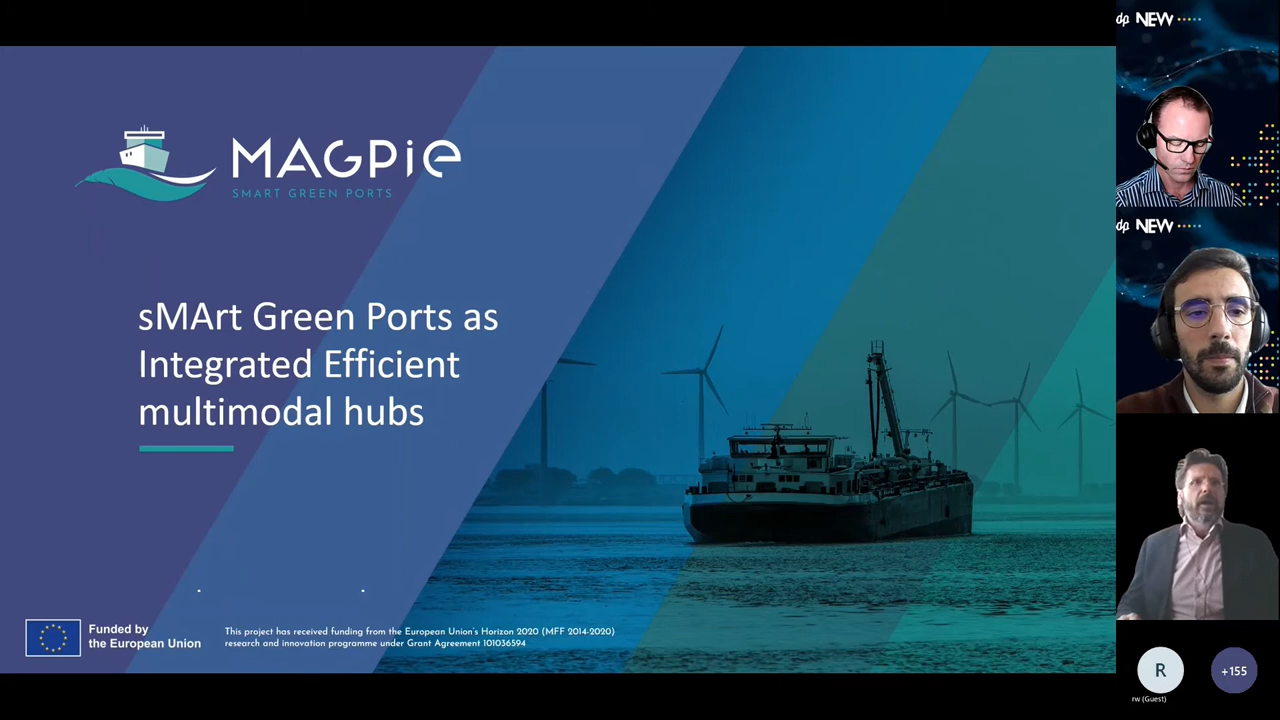 MAGPiE
SMART GREEN PORTS
sMArt Green Ports as
Integrated Efficient
multimodal hubs
Funded by
the European Union
This project has received funding from the European Union's Horizon 2020 (MFF 2014-2020)
research and innovation programme under Grant Agreement 101036594
dp NEW
dp NEW
R
+155
rw (Guest)